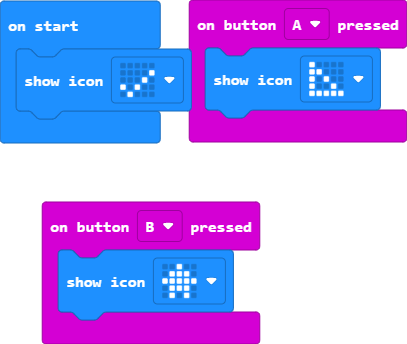 on start
show icon
on button A pressed
show icon
on button B pressed
show icon